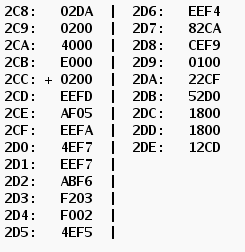 2C8: 02DA | 2D6: EEF4
2C9: 0200 | 2D7: 82CA
2CA: 4000 | 2D8: CEF9
2CB: E000 | 2D9: 0100
2CC: + 0200 | 2DA: 22CF
2CD: EEFD | 2DB: 52D0
2CE: AF05 | 2DC: 1800
2CF: EEFA | 2DD: 1800
2D0: 4EF7 | 2DE: 12CD
2D1: EEF7 |
2D2: ABF6 |
2D3: F203 |
2D4: F002 |
2D5: 4EF5 |